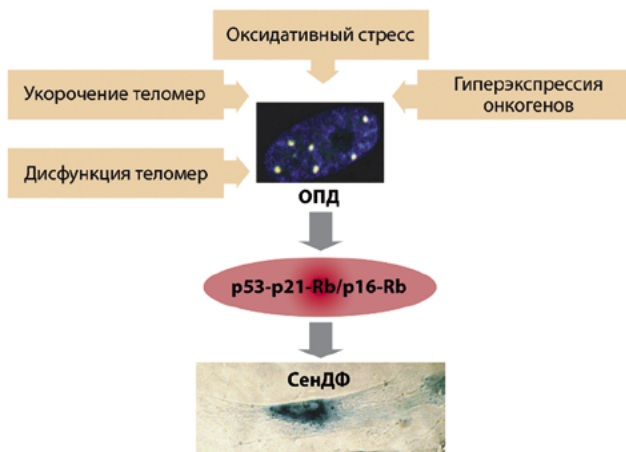 Оксидативный стресс
Укорочение теломер
Гиперэкспрессия
онкогенов
Дисфункция теломер
ОПД
p53-p21-Rb/p16-Rb
СенДФ